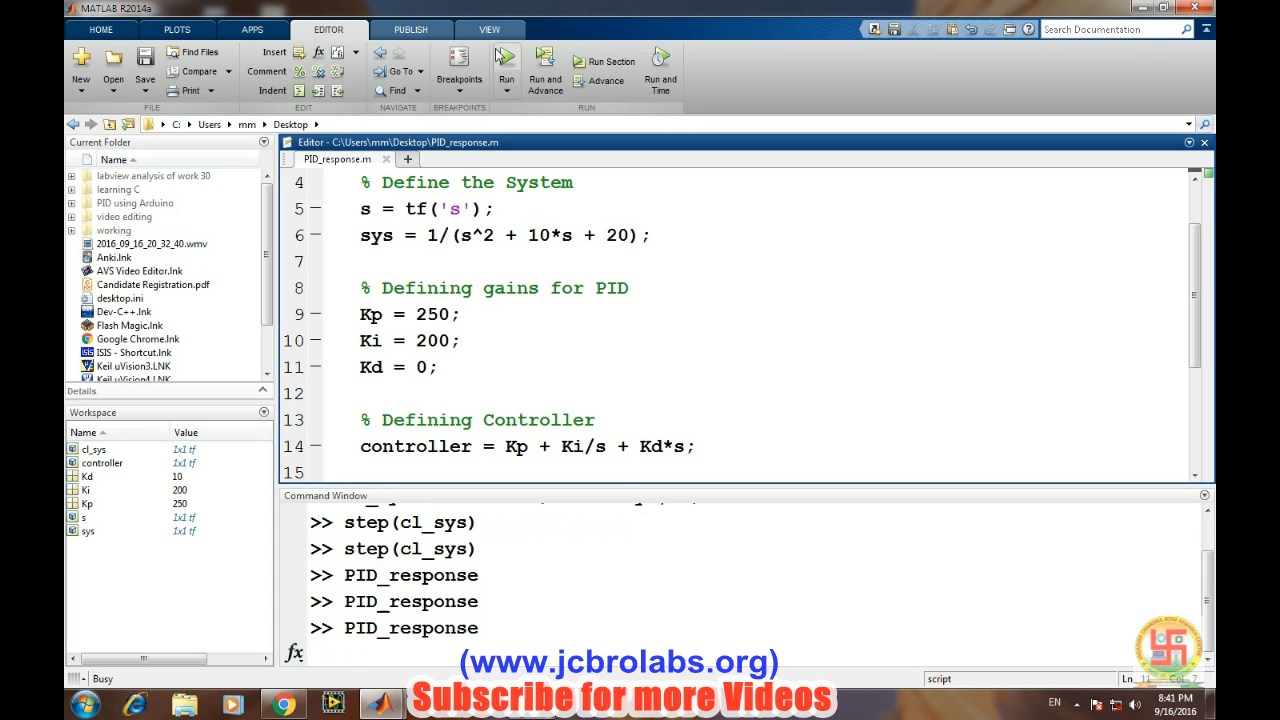 MATLAB R2014a
HOME PLOTS APPS EDITOR PUBLISH VIEW
Search Documentation
New Open Save
Find Files
Compare
Print
Insert
Comment
Indent
Go To
Find
Breakpoints
Run
Run and Advance
Run Section
Advance
Run and Time
FILE EDIT NAVIGATE BREAKPOINTS RUN
C: Users mm Desktop
Current Folder
Name
labview analysis of work 30
learning C
PID using Arduino
video editing
working
2016_09_16_20_32_40.wmv
Anki.lnk
AVS Video Editor.lnk
Candidate Registration.pdf
desktop.ini
Dev-C++.lnk
Flash Magic.lnk
Google Chrome.lnk
ISIS - Shortcut.lnk
Keil uVision3.LNK
Keil uVision4.LNK
Details
Workspace
Name Value
cl_sys 1x1 tf
controller 1x1 tf
Kd 10
Ki 200
Kp 250
s 1x1 tf
sys 1x1 tf
Editor - C:\Users\mm\Desktop\PID_response.m
PID_response.m
4 % Define the System
5 s = tf('s');
6 sys = 1/(s^2 + 10*s + 20);
7
8 % Defining gains for PID
9 Kp = 250;
10 Ki = 200;
11 Kd = 0;
12
13 % Defining Controller
14 controller = Kp + Ki/s + Kd*s;
15
Command Window
>> step(cl_sys)
>> step(cl_sys)
>> PID_response
>> PID_response
>> PID_response
fx
(www.jcbrolabs.org)
Subscribe for more Videos
Busy
script
Ln 11 Col 7
EN
8:41 PM
9/16/2016